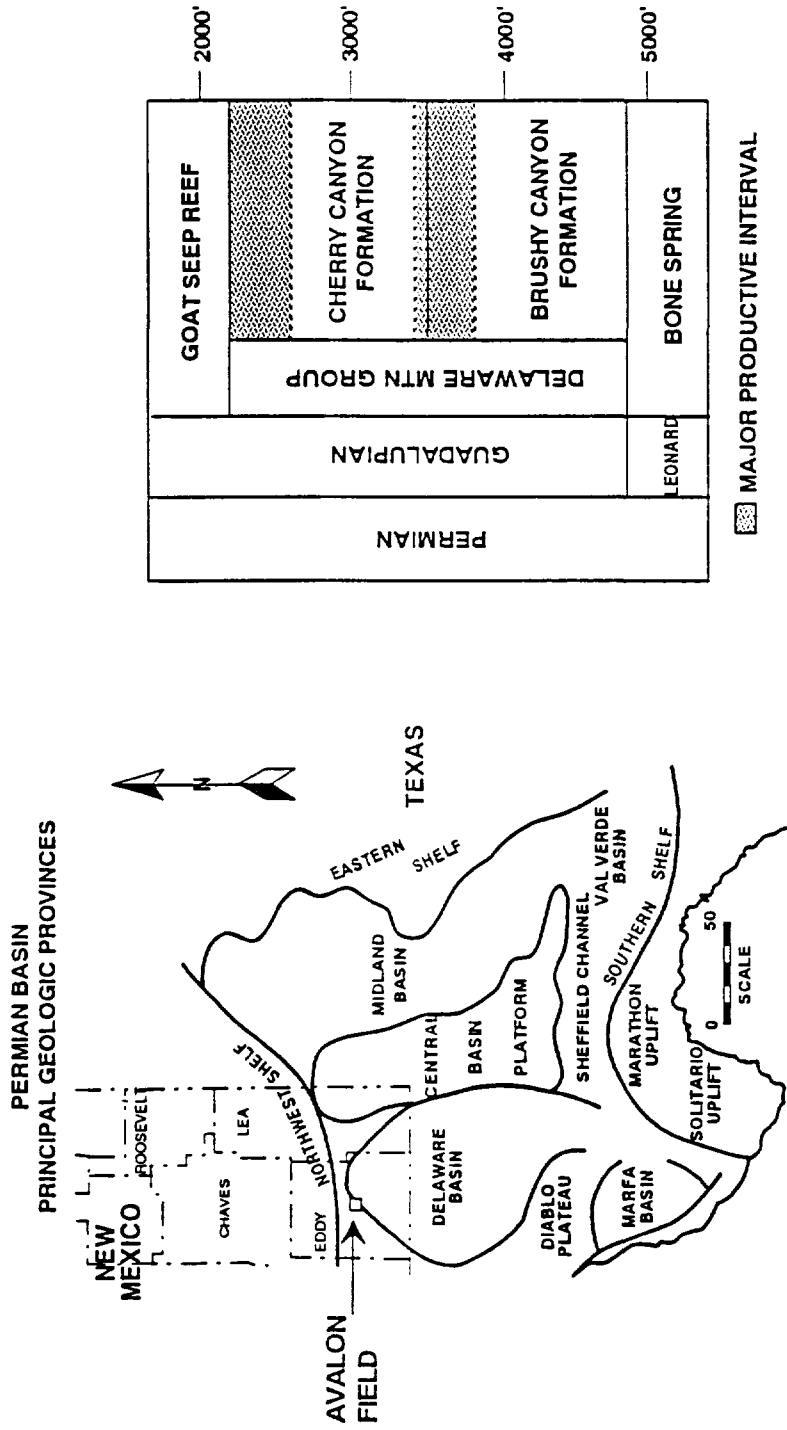 PERMIAN BASIN
PRINCIPAL GEOLOGIC PROVINCES
NEW
MEXICO
ROOSEVELT
CHAVES
LEA
EDDY
NORTHWEST SHELF
AVALON
FIELD
N
TEXAS
EASTERN
SHELF
MIDLAND
BASIN
CENTRAL
BASIN
PLATFORM
DELAWARE
BASIN
SHEFFIELD CHANNEL
VAL VERDE
BASIN
DIABLO
PLATEAU
MARFA
BASIN
SOUTHERN SHELF
MARATHON
UPLIFT
SOLITARIO
UPLIFT
0 50
SCALE
PERMIAN
GUADALUPIAN
LEONARD
DELAWARE MTN GROUP
GOAT SEEP REEF
CHERRY CANYON
FORMATION
BRUSHY CANYON
FORMATION
BONE SPRING
2000'
3000'
4000'
5000'
MAJOR PRODUCTIVE INTERVAL